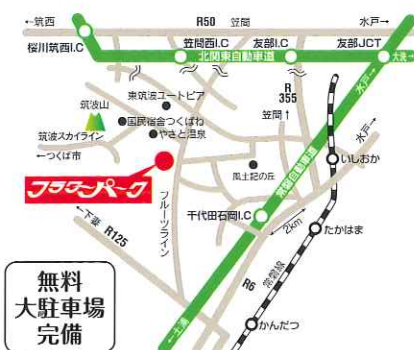 ←筑西
R50
笠間
水戸→
桜川筑西I.C
笠間西I.C
友部I.C
友部JCT
北関東自動車道
大洗→
水戸→
東筑波ユートピア
R
355
筑波山
国民宿舎つくばね
笠間↑
水戸→
筑波スカイライン
やさと温泉
←つくば市
風土記の丘
いしおか
常磐自動車道
フラワーパーク
フルーツライン
千代田石岡I.C
←下妻
R125
2km
たかはま
無料
大駐車場
完備
R6
常磐線
←土浦
かんだつ